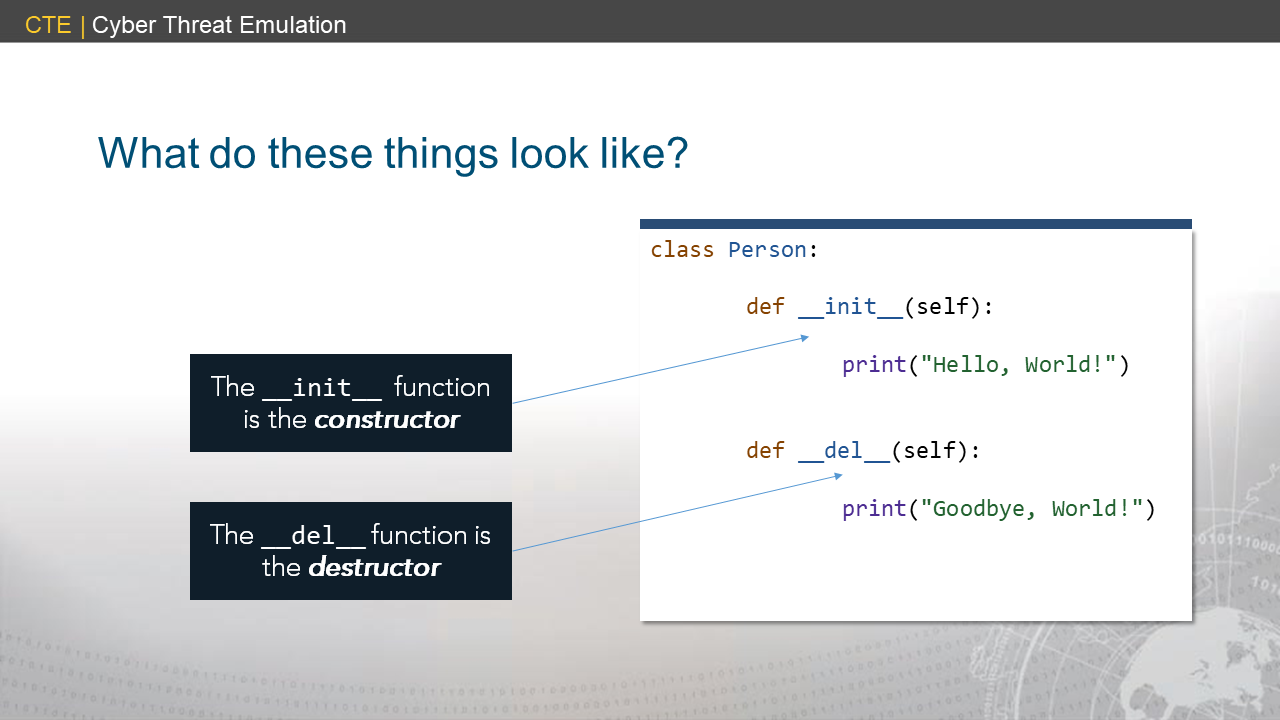 CTE | Cyber Threat Emulation
What do these things look like?
class Person:
def __init__(self):
print("Hello, World!")
def __del__(self):
print("Goodbye, World!")
The __init__ function
is the constructor
The __del__ function is
the destructor